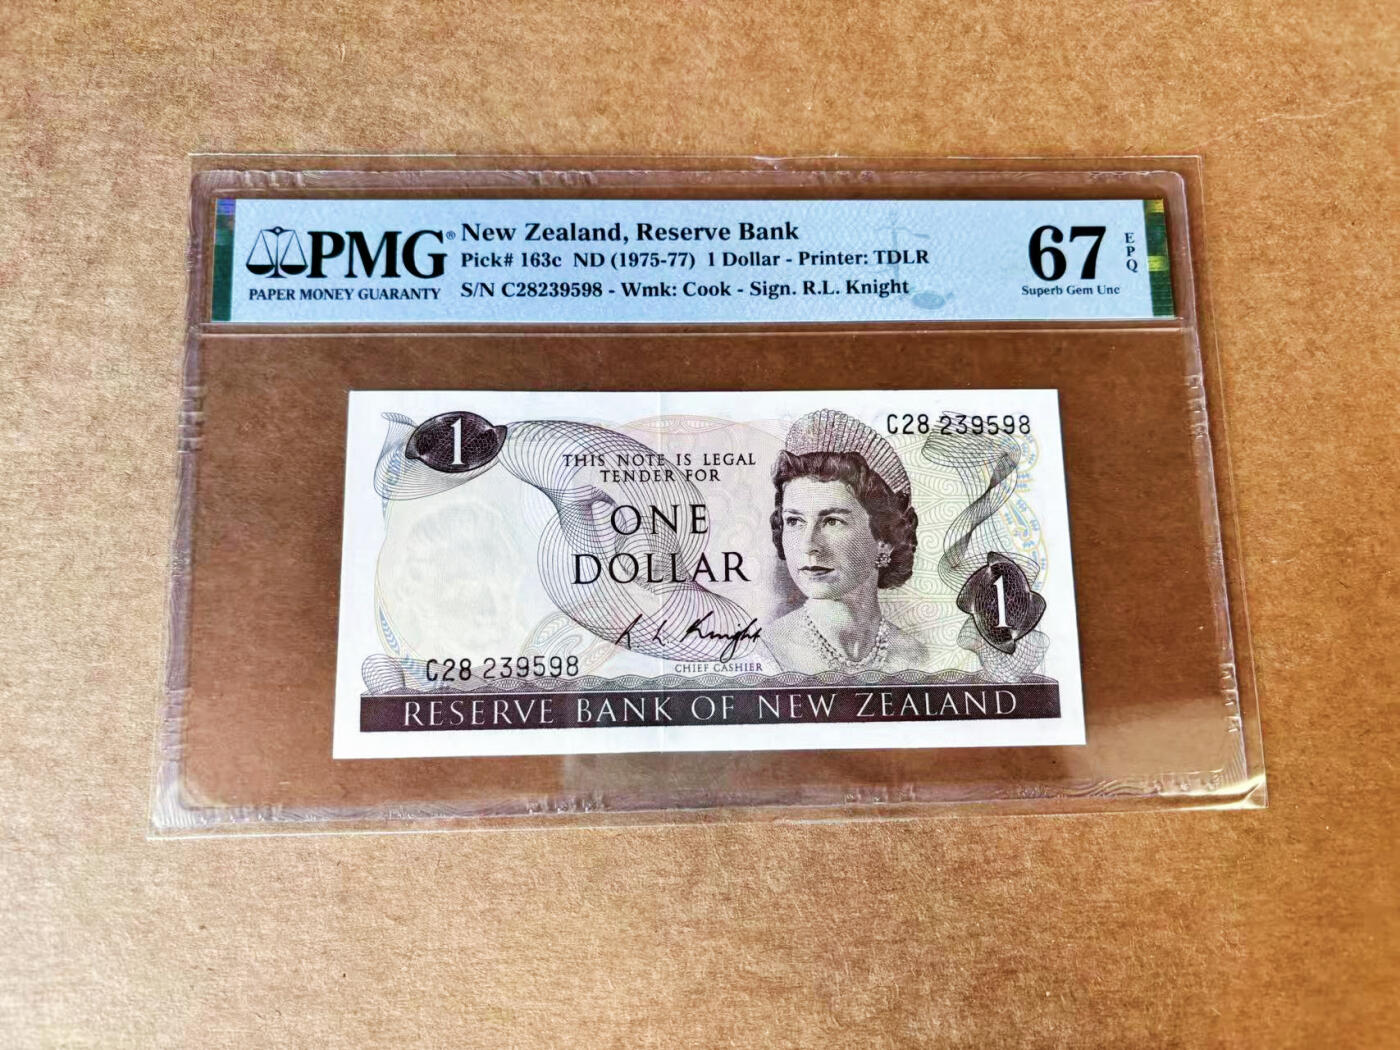 PMG®
PAPER MONEY GUARANTY
New Zealand, Reserve Bank
Pick# 163c ND (1975-77) 1 Dollar - Printer: TDLR
S/N C28239598 - Wmk: Cook - Sign. R.L. Knight
67
EPQ
Superb Gem Unc
1
C28 239598
THIS NOTE IS LEGAL
TENDER FOR
ONE
DOLLAR
R L Knight
CHIEF CASHIER
1
C28 239598
RESERVE BANK OF NEW ZEALAND